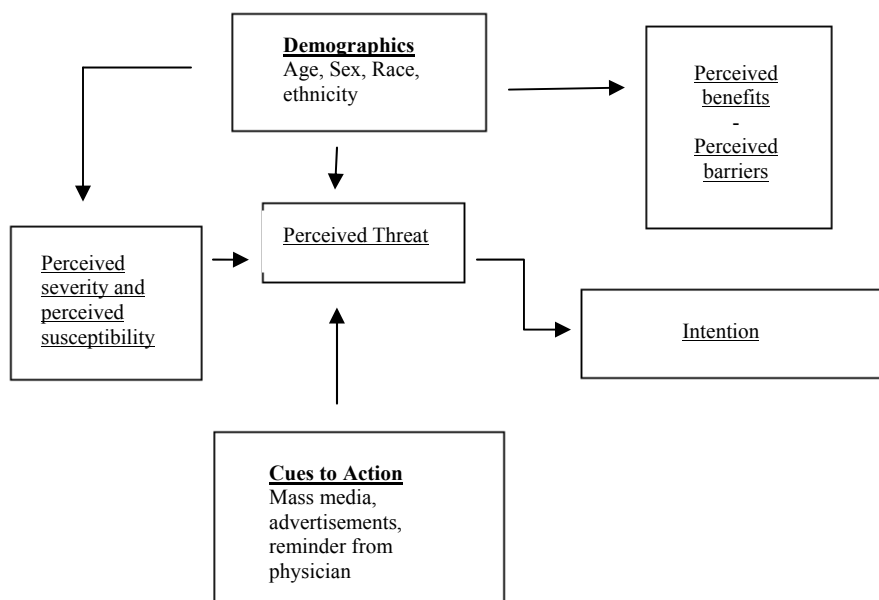 Demographics
Age, Sex, Race,
ethnicity
Perceived
benefits
-
Perceived
barriers
Perceived Threat
Perceived
severity and
perceived
susceptibility
Intention
Cues to Action
Mass media,
advertisements,
reminder from
physician